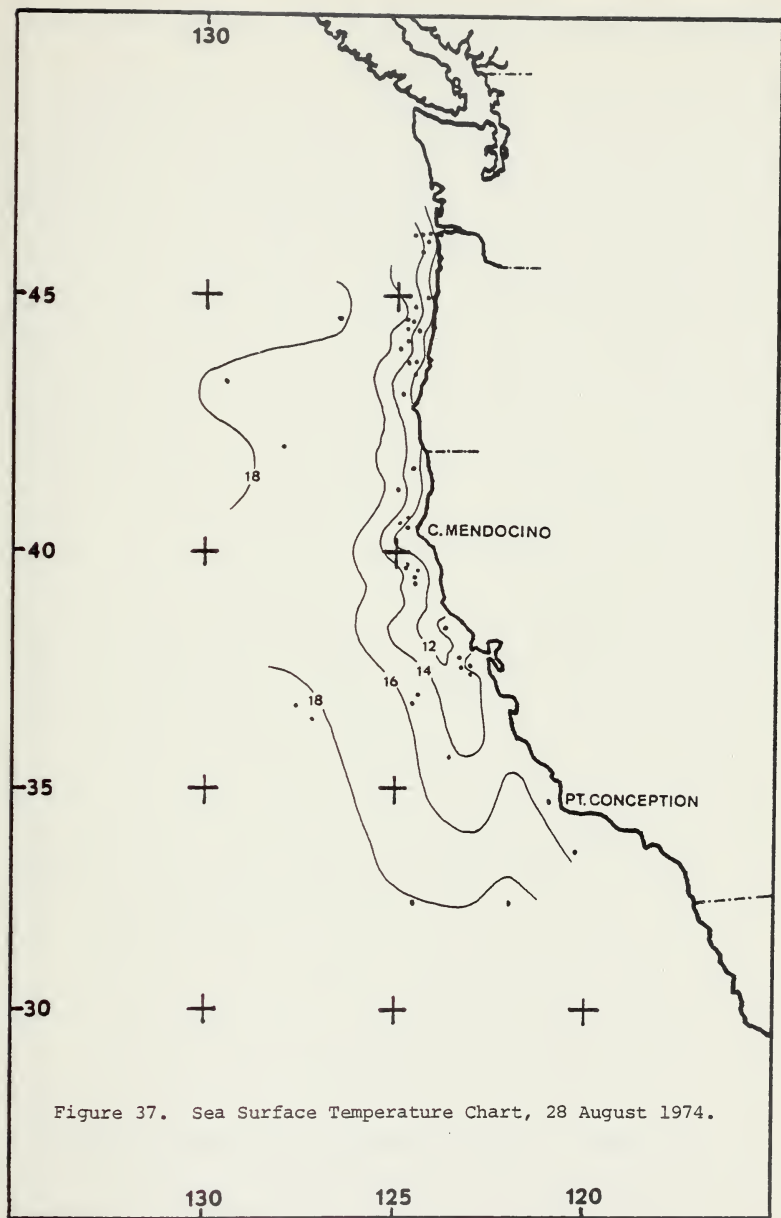 130
45
18
40
C. MENDOCINO
12
14
16
18
35
PT. CONCEPTION
30
Figure 37. Sea Surface Temperature Chart, 28 August 1974.
130 125 120